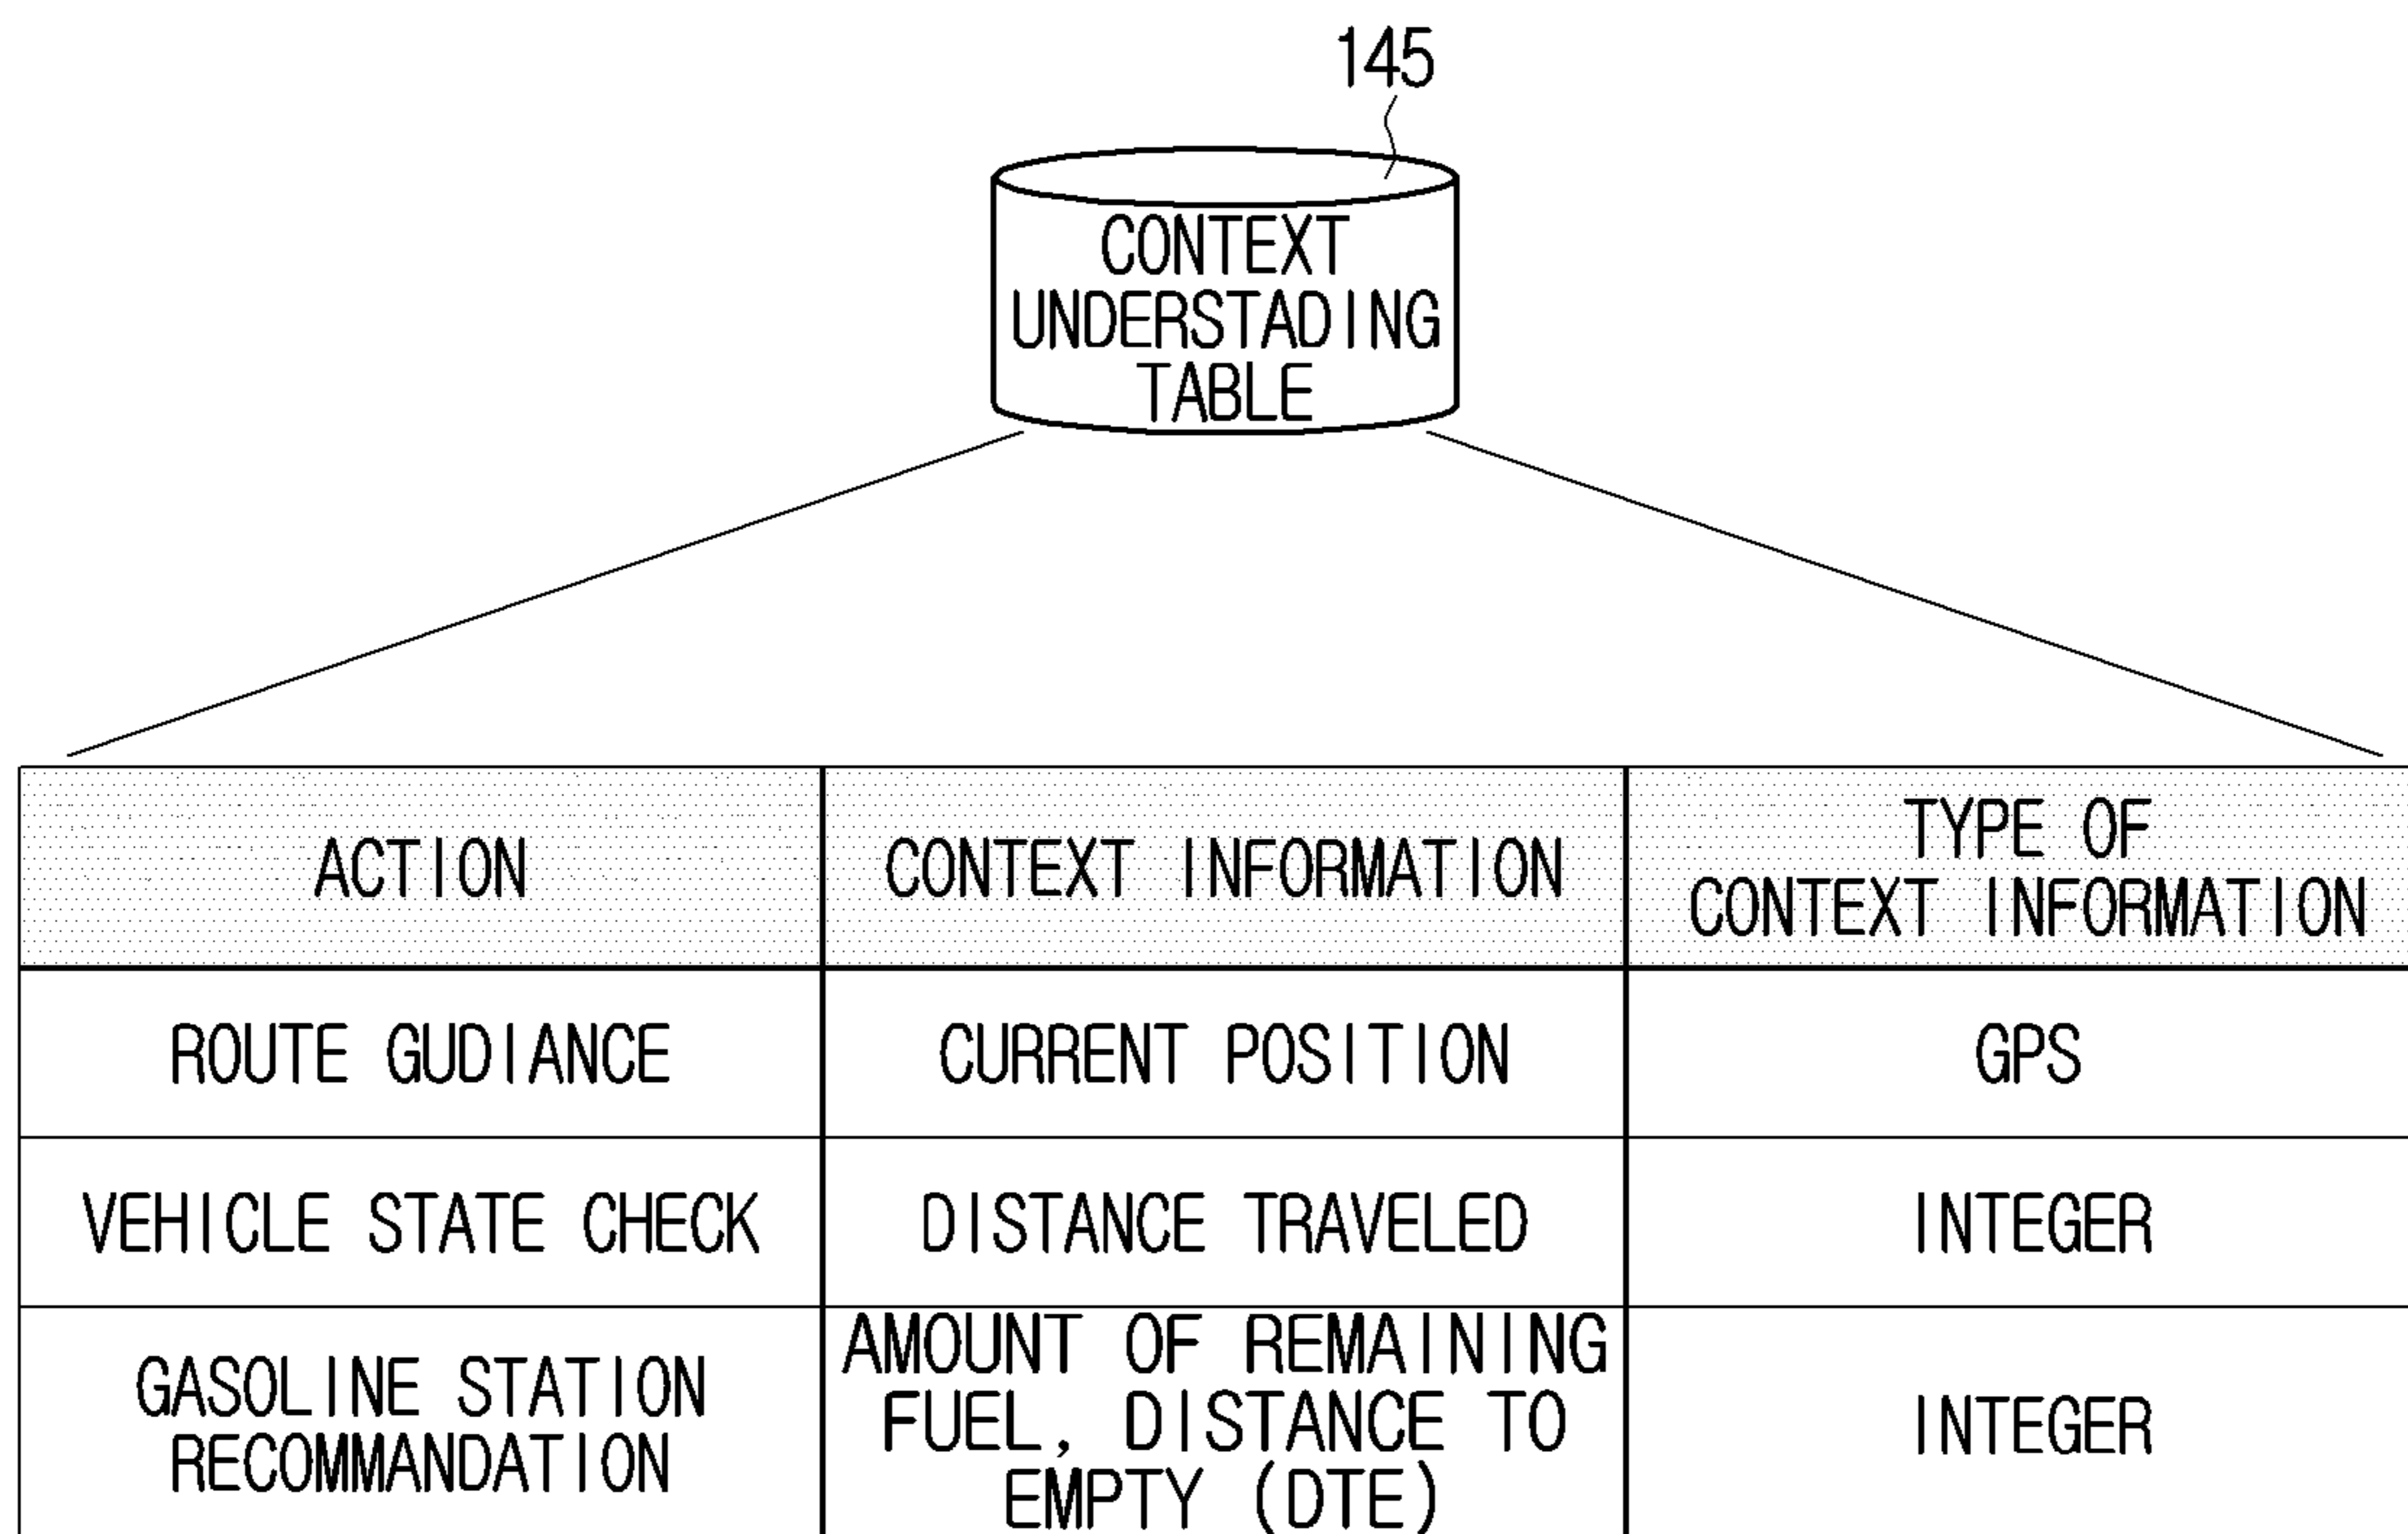 145
CONTEXT
UNDERSTADING
TABLE
ACTION
CONTEXT INFORMATION
TYPE OF
CONTEXT INFORMATION
ROUTE GUDIANCE
CURRENT POSITION
GPS
VEHICLE STATE CHECK
DISTANCE TRAVELED
INTEGER
GASOLINE STATION
RECOMMANDATION
AMOUNT OF REMAINING
FUEL, DISTANCE TO
EMPTY (DTE)
INTEGER